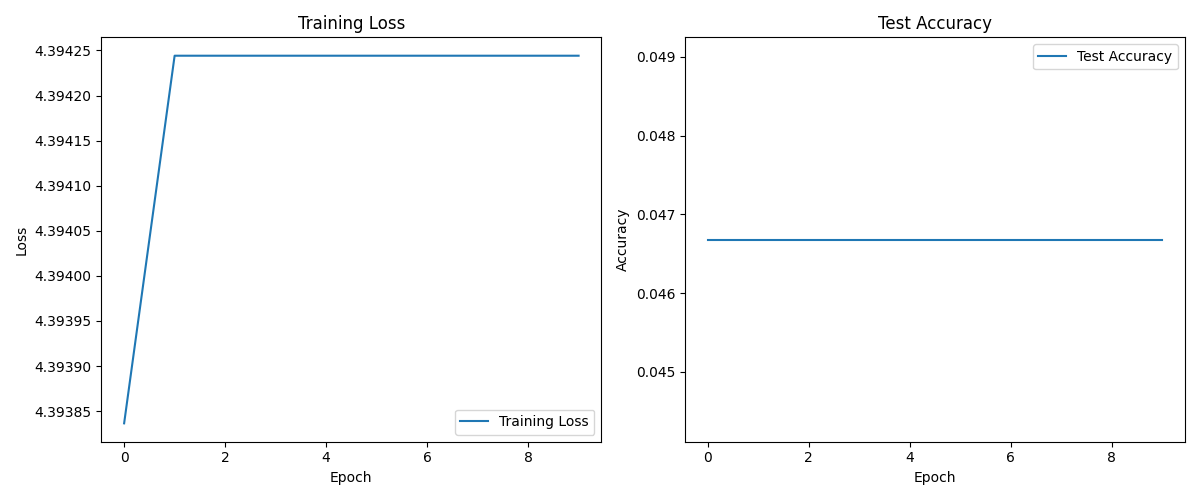 Training Loss
4.39425
4.39420
4.39415
4.39410
4.39405
4.39400
4.39395
4.39390
4.39385
Loss
Training Loss
0 2 4 6 8
Epoch
Test Accuracy
Test Accuracy
0.049
0.048
0.047
0.046
0.045
Accuracy
0 2 4 6 8
Epoch